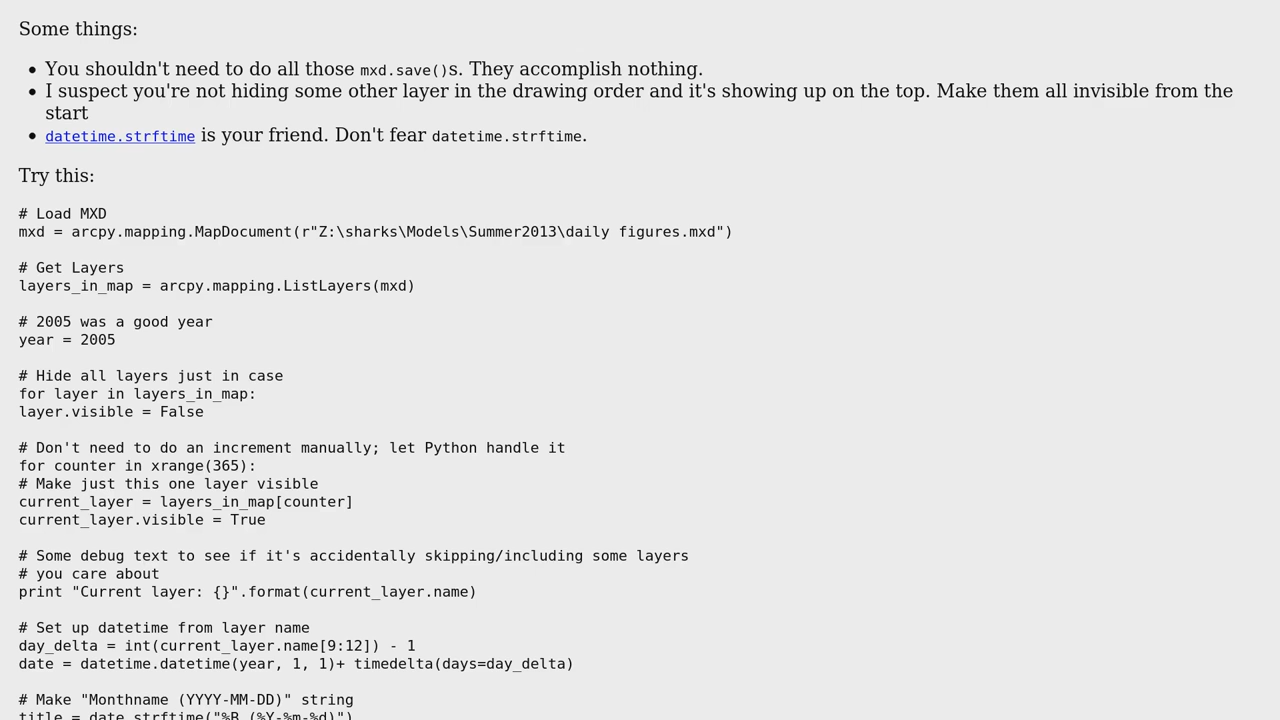 Some things:
You shouldn't need to do all those mxd.save()s. They accomplish nothing.
I suspect you're not hiding some other layer in the drawing order and it's showing up on the top. Make them all invisible from the
start
datetime.strftime is your friend. Don't fear datetime.strftime.
Try this:
# Load MXD
mxd = arcpy.mapping.MapDocument(r"Z:\sharks\Models\Summer2013\daily figures.mxd")
# Get Layers
layers_in_map = arcpy.mapping.ListLayers(mxd)
# 2005 was a good year
year = 2005
# Hide all layers just in case
for layer in layers_in_map:
layer.visible = False
# Don't need to do an increment manually; let Python handle it
for counter in xrange(365):
# Make just this one layer visible
current_layer = layers_in_map[counter]
current_layer.visible = True
# Some debug text to see if it's accidentally skipping/including some layers
# you care about
print "Current layer: {}".format(current_layer.name)
# Set up datetime from layer name
day_delta = int(current_layer.name[9:12]) - 1
date = datetime.datetime(year, 1, 1)+ timedelta(days=day_delta)
# Make "Monthname (YYYY-MM-DD)" string
title = date.strftime("%B (%Y-%m-%d)")